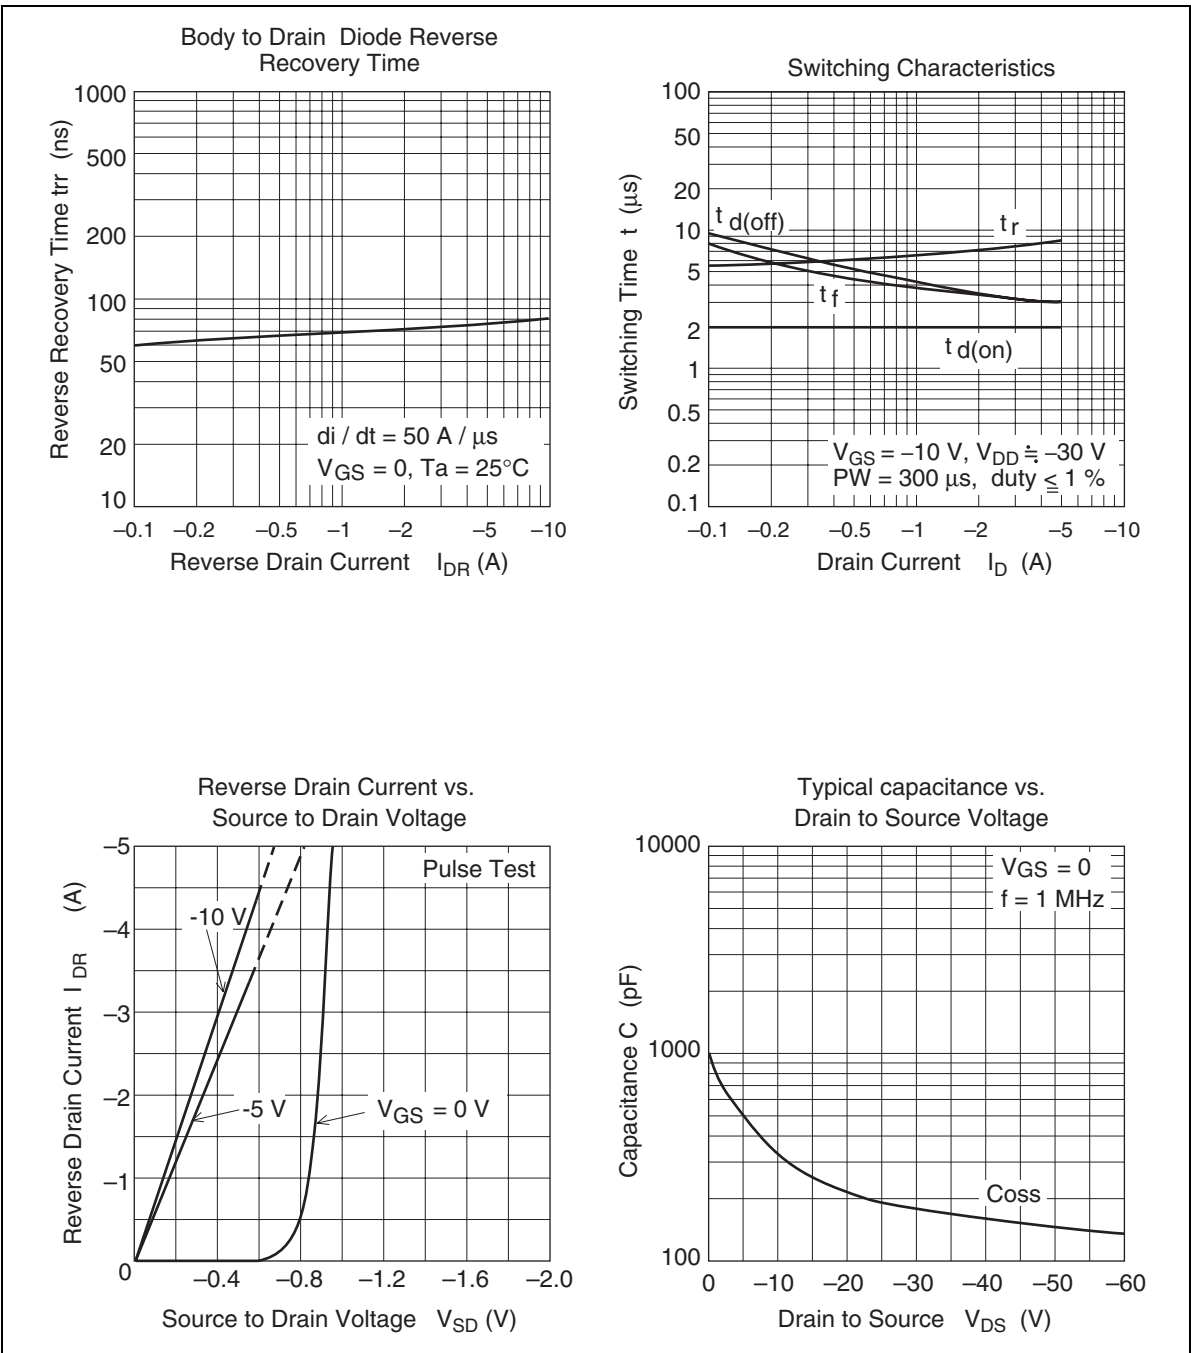 Body to Drain Diode Reverse
Recovery Time
1000
500
200
100
50
20
10
Reverse Recovery Time trr (ns)
di / dt = 50 A / μs
VGS = 0, Ta = 25°C
–0.1 –0.2 –0.5 –1 –2 –5 –10
Reverse Drain Current IDR (A)
Switching Characteristics
100
50
20
10
5
2
1
0.5
0.2
0.1
Switching Time t (μs)
t d(off)
t r
t f
t d(on)
VGS = –10 V, VDD ≒ –30 V
PW = 300 μs, duty ≦ 1 %
–0.1 –0.2 –0.5 –1 –2 –5 –10
Drain Current ID (A)
Reverse Drain Current vs.
Source to Drain Voltage
–5
–4
–3
–2
–1
0
Reverse Drain Current I DR (A)
Pulse Test
-10 V
-5 V
VGS = 0 V
–0.4 –0.8 –1.2 –1.6 –2.0
Source to Drain Voltage VSD (V)
Typical capacitance vs.
Drain to Source Voltage
10000
1000
100
Capacitance C (pF)
VGS = 0
f = 1 MHz
Coss
0 –10 –20 –30 –40 –50 –60
Drain to Source VDS (V)